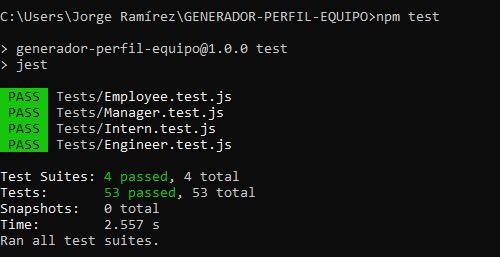 C:\Users\Jorge Ramírez\GENERADOR-PERFIL-EQUIPO>npm test
> generador-perfil-equipo@1.0.0 test
> jest
PASS Tests/Employee.test.js
PASS Tests/Manager.test.js
PASS Tests/Intern.test.js
PASS Tests/Engineer.test.js
Test Suites: 4 passed, 4 total
Tests: 53 passed, 53 total
Snapshots: 0 total
Time: 2.557 s
Ran all test suites.